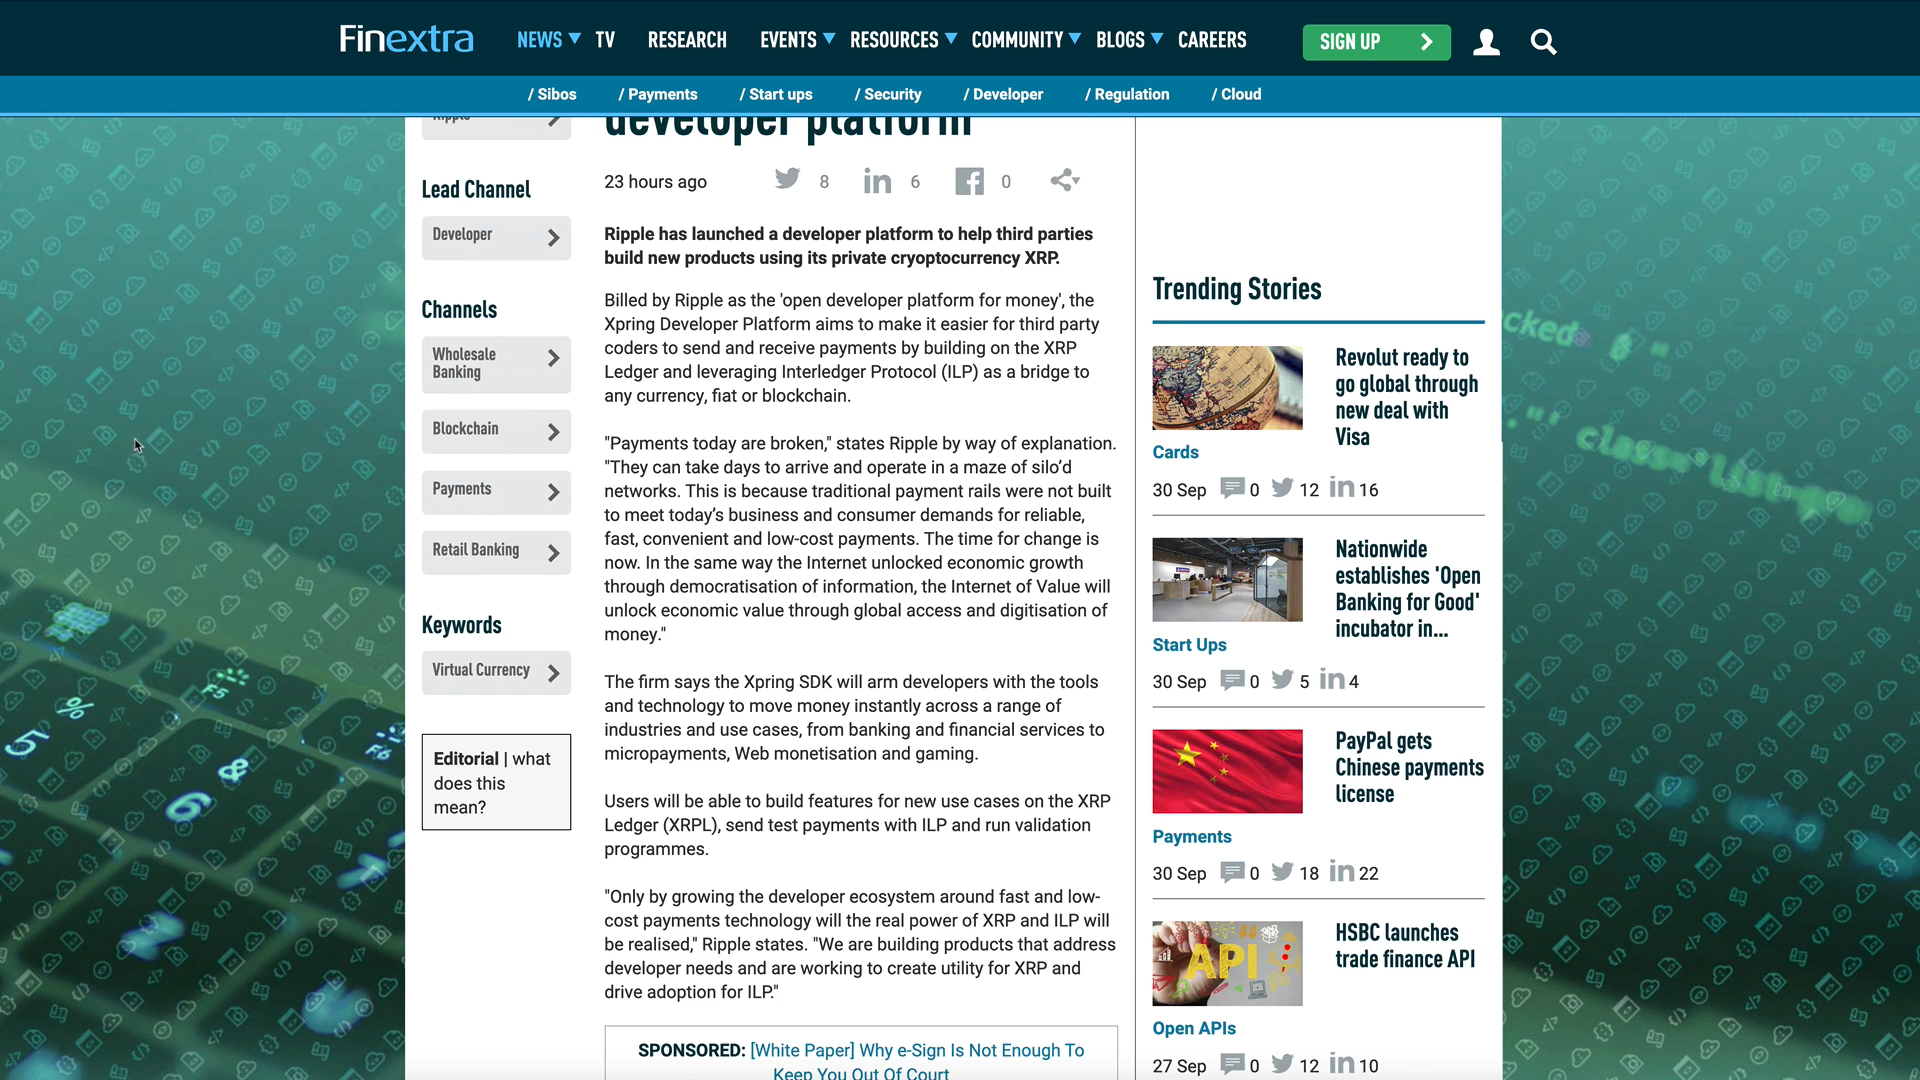 Finextra
NEWS
TV
RESEARCH
EVENTS
RESOURCES
COMMUNITY
BLOGS
CAREERS
SIGN UP
/ Sibos
/ Payments
/ Start ups
/ Security
/ Developer
/ Regulation
/ Cloud
Ripple
Lead Channel
Developer
Channels
Wholesale
Banking
Blockchain
Payments
Retail Banking
Keywords
Virtual Currency
Editorial | what
does this
mean?
developer platform
23 hours ago
8
6
0
Ripple has launched a developer platform to help third parties
build new products using its private cryoptocurrency XRP.
Billed by Ripple as the 'open developer platform for money', the
Xpring Developer Platform aims to make it easier for third party
coders to send and receive payments by building on the XRP
Ledger and leveraging Interledger Protocol (ILP) as a bridge to
any currency, fiat or blockchain.
"Payments today are broken," states Ripple by way of explanation.
"They can take days to arrive and operate in a maze of silo’d
networks. This is because traditional payment rails were not built
to meet today’s business and consumer demands for reliable,
fast, convenient and low-cost payments. The time for change is
now. In the same way the Internet unlocked economic growth
through democratisation of information, the Internet of Value will
unlock economic value through global access and digitisation of
money."
The firm says the Xpring SDK will arm developers with the tools
and technology to move money instantly across a range of
industries and use cases, from banking and financial services to
micropayments, Web monetisation and gaming.
Users will be able to build features for new use cases on the XRP
Ledger (XRPL), send test payments with ILP and run validation
programmes.
"Only by growing the developer ecosystem around fast and low-
cost payments technology will the real power of XRP and ILP will
be realised," Ripple states. "We are building products that address
developer needs and are working to create utility for XRP and
drive adoption for ILP."
SPONSORED: [White Paper] Why e-Sign Is Not Enough To
Keep You Out Of Court
Trending Stories
Revolut ready to
go global through
new deal with
Visa
Cards
30 Sep 0 12 16
Nationwide
establishes 'Open
Banking for Good'
incubator in...
Start Ups
30 Sep 0 5 4
PayPal gets
Chinese payments
license
Payments
30 Sep 0 18 22
API
HSBC launches
trade finance API
Open APIs
27 Sep 0 12 10
5
%
6
&
F5
F6